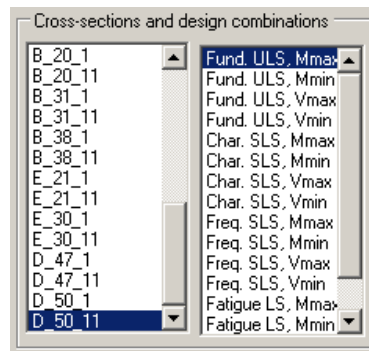 Cross-sections and design combinations
B_20_1
B_20_11
B_31_1
B_31_11
B_38_1
B_38_11
E_21_1
E_21_11
E_30_1
E_30_11
D_47_1
D_47_11
D_50_1
D_50_11
Fund. ULS, Mmax
Fund. ULS, Mmin
Fund. ULS, Vmax
Fund. ULS, Vmin
Char. SLS, Mmax
Char. SLS, Mmin
Char. SLS, Vmax
Char. SLS, Vmin
Freq. SLS, Mmax
Freq. SLS, Mmin
Freq. SLS, Vmax
Freq. SLS, Vmin
Fatigue LS, Mmax
Fatigue LS, Mmin